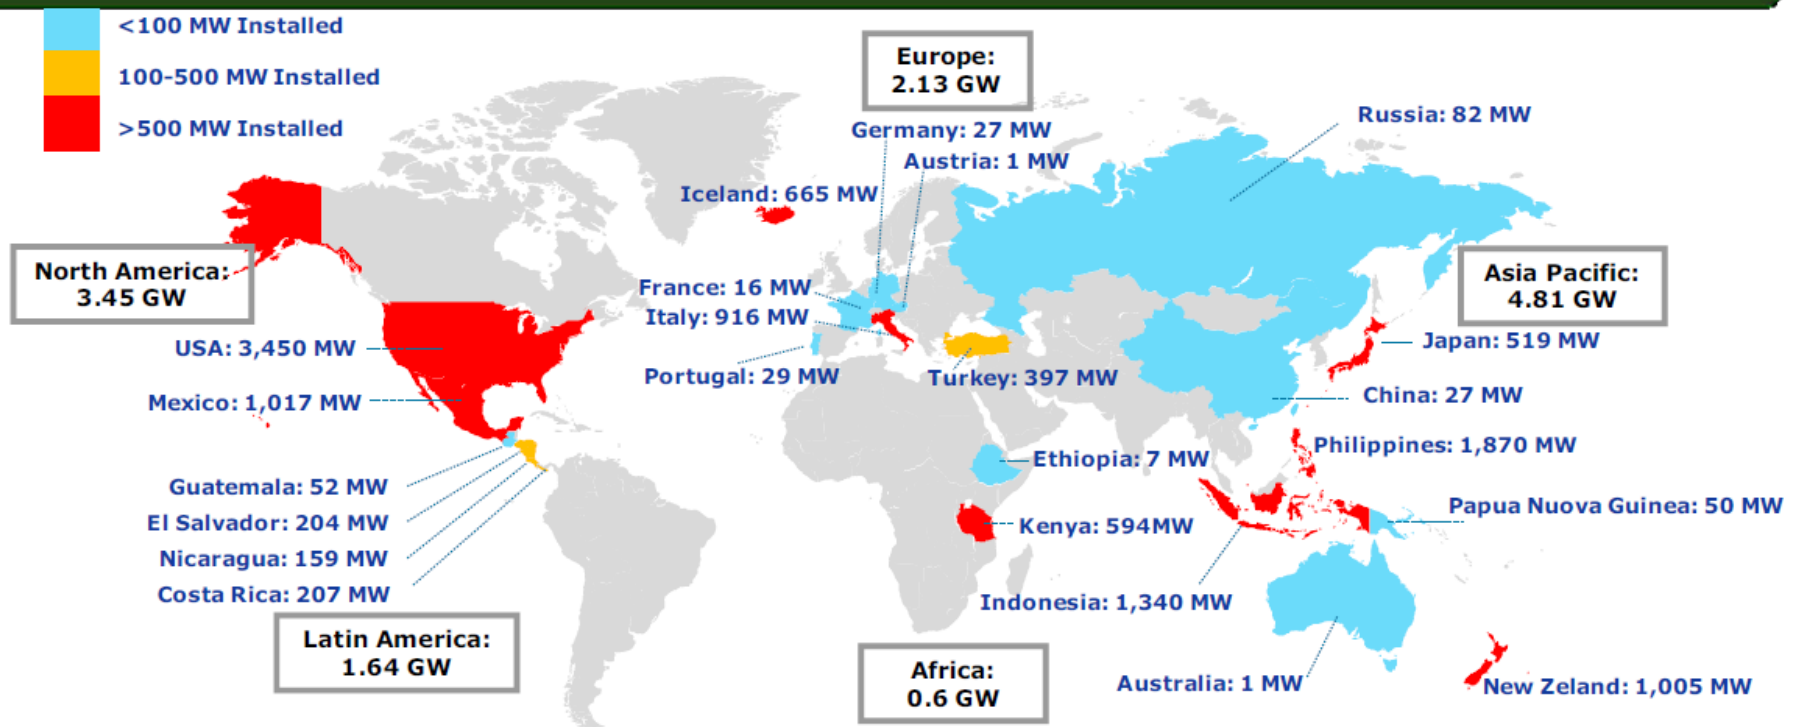 <100 MW Installed
100-500 MW Installed
>500 MW Installed
Europe:
2.13 GW
Germany: 27 MW
Austria: 1 MW
Iceland: 665 MW
Russia: 82 MW
North America:
3.45 GW
Asia Pacific:
4.81 GW
France: 16 MW
Italy: 916 MW
Portugal: 29 MW
Turkey: 397 MW
USA: 3,450 MW
Mexico: 1,017 MW
Japan: 519 MW
China: 27 MW
Philippines: 1,870 MW
Ethiopia: 7 MW
Kenya: 594MW
Papua Nuova Guinea: 50 MW
Guatemala: 52 MW
El Salvador: 204 MW
Nicaragua: 159 MW
Costa Rica: 207 MW
Indonesia: 1,340 MW
Latin America:
1.64 GW
Africa:
0.6 GW
Australia: 1 MW
New Zeland: 1,005 MW